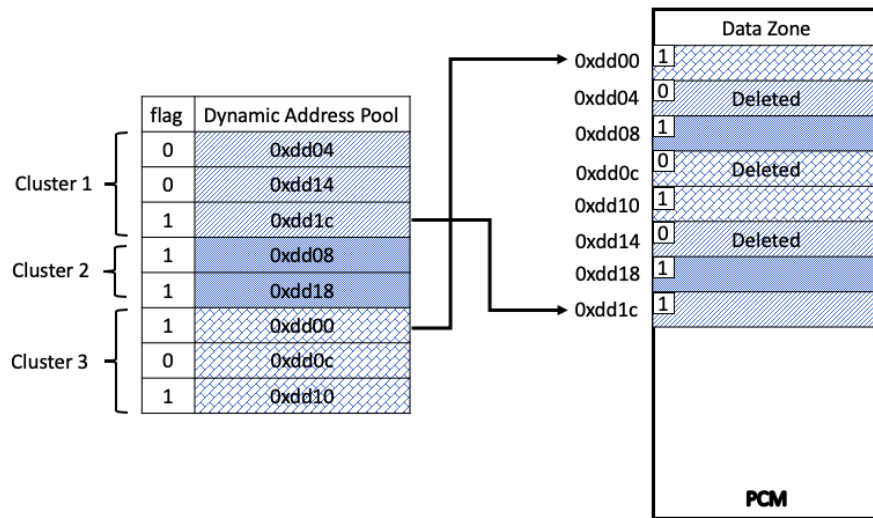 flag Dynamic Address Pool
Cluster 1
0 0xdd04
0 0xdd14
1 0xdd1c
Cluster 2
1 0xdd08
1 0xdd18
Cluster 3
1 0xdd00
0 0xdd0c
1 0xdd10
Data Zone
0xdd00 1
0xdd04 0 Deleted
0xdd08 1
0xdd0c 0 Deleted
0xdd10 1
0xdd14 0 Deleted
0xdd18 1
0xdd1c 1
PCM